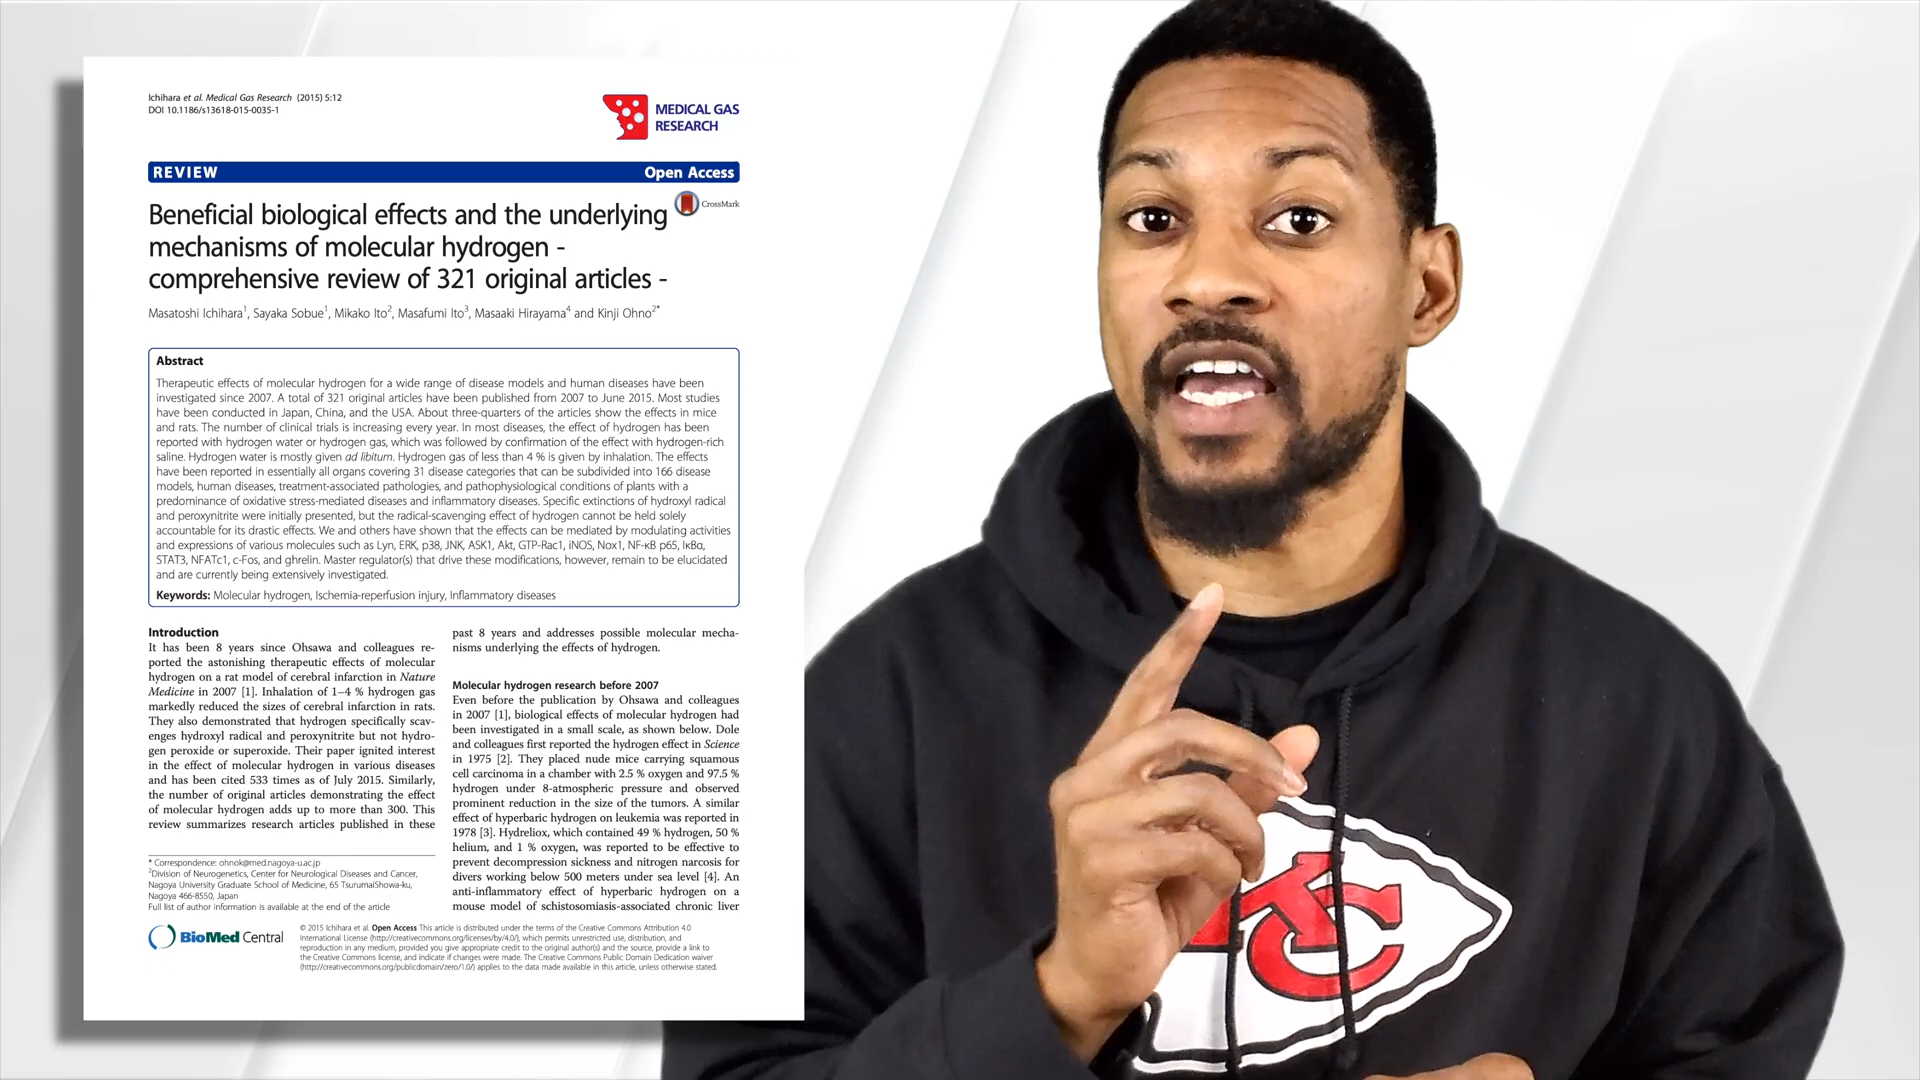 Ichihara et al. Medical Gas Research (2015) 5:12
DOI 10.1186/s13618-015-0035-1
MEDICAL GAS
RESEARCH
REVIEW
Open Access
CrossMark
Beneficial biological effects and the underlying
mechanisms of molecular hydrogen -
comprehensive review of 321 original articles -
Masatoshi Ichihara1, Sayaka Sobue1, Mikako Ito2, Masafumi Ito3, Masaaki Hirayama4 and Kinji Ohno2*
Abstract
Therapeutic effects of molecular hydrogen for a wide range of disease models and human diseases have been
investigated since 2007. A total of 321 original articles have been published from 2007 to June 2015. Most studies
have been conducted in Japan, China, and the USA. About three-quarters of the articles show the effects in mice
and rats. The number of clinical trials is increasing every year. In most diseases, the effect of hydrogen has been
reported with hydrogen water or hydrogen gas, which was followed by confirmation of the effect with hydrogen-rich
saline. Hydrogen water is mostly given ad libitum. Hydrogen gas of less than 4 % is given by inhalation. The effects
have been reported in essentially all organs covering 31 disease categories that can be subdivided into 166 disease
models, human diseases, treatment-associated pathologies, and pathophysiological conditions of plants with a
predominance of oxidative stress-mediated diseases and inflammatory diseases. Specific extinctions of hydroxyl radical
and peroxynitrite were initially presented, but the radical-scavenging effect of hydrogen cannot be held solely
accountable for its drastic effects. We and others have shown that the effects can be mediated by modulating activities
and expressions of various molecules such as Lyn, ERK, p38, JNK, ASK1, Akt, GTP-Rac1, iNOS, Nox1, NF-κB p65, IκBα,
STAT3, NFATc1, c-Fos, and ghrelin. Master regulator(s) that drive these modifications, however, remain to be elucidated
and are currently being extensively investigated.
Keywords: Molecular hydrogen, Ischemia-reperfusion injury, Inflammatory diseases
Introduction
It has been 8 years since Ohsawa and colleagues re-
ported the astonishing therapeutic effects of molecular
hydrogen on a rat model of cerebral infarction in Nature
Medicine in 2007 [1]. Inhalation of 1–4 % hydrogen gas
markedly reduced the sizes of cerebral infarction in rats.
They also demonstrated that hydrogen specifically scav-
enges hydroxyl radical and peroxynitrite but not hydro-
gen peroxide or superoxide. Their paper ignited interest
in the effect of molecular hydrogen in various diseases
and has been cited 533 times as of July 2015. Similarly,
the number of original articles demonstrating the effect
of molecular hydrogen adds up to more than 300. This
review summarizes research articles published in these
past 8 years and addresses possible molecular mecha-
nisms underlying the effects of hydrogen.
Molecular hydrogen research before 2007
Even before the publication by Ohsawa and colleagues
in 2007 [1], biological effects of molecular hydrogen had
been investigated in a small scale, as shown below. Dole
and colleagues first reported the hydrogen effect in Science
in 1975 [2]. They placed nude mice carrying squamous
cell carcinoma in a chamber with 2.5 % oxygen and 97.5 %
hydrogen under 8-atmospheric pressure and observed
prominent reduction in the size of the tumors. A similar
effect of hyperbaric hydrogen on leukemia was reported in
1978 [3]. Hydreliox, which contained 49 % hydrogen, 50 %
helium, and 1 % oxygen, was reported to be effective to
prevent decompression sickness and nitrogen narcosis for
divers working below 500 meters under sea level [4]. An
anti-inflammatory effect of hyperbaric hydrogen on a
mouse model of schistosomiasis-associated chronic liver
* Correspondence: ohnok@med.nagoya-u.ac.jp
2Division of Neurogenetics, Center for Neurological Diseases and Cancer,
Nagoya University Graduate School of Medicine, 65 TsurumaiShowa-ku,
Nagoya 466-8550, Japan
Full list of author information is available at the end of the article
BioMed Central
© 2015 Ichihara et al. Open Access This article is distributed under the terms of the Creative Commons Attribution 4.0
International License (http://creativecommons.org/licenses/by/4.0/), which permits unrestricted use, distribution, and
reproduction in any medium, provided you give appropriate credit to the original author(s) and the source, provide a link to
the Creative Commons license, and indicate if changes were made. The Creative Commons Public Domain Dedication waiver
(http://creativecommons.org/publicdomain/zero/1.0/) applies to the data made available in this article, unless otherwise stated.
KC